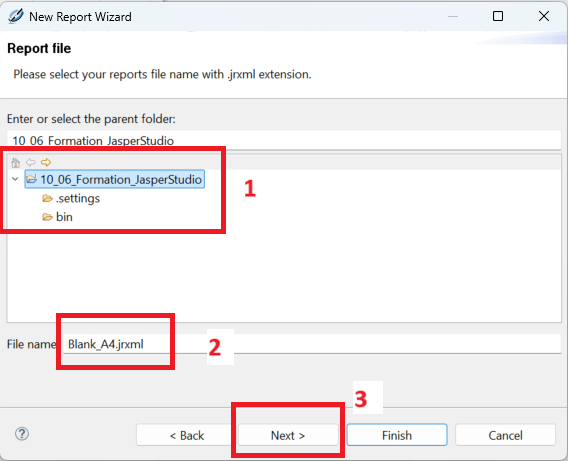 New Report Wizard
Report file
Please select your reports file name with .jrxml extension.
Enter or select the parent folder:
10_06_Formation_JasperStudio
10_06_Formation_JasperStudio
1
.settings
bin
File name:
Blank_A4.jrxml
2
3
< Back
Next >
Finish
Cancel